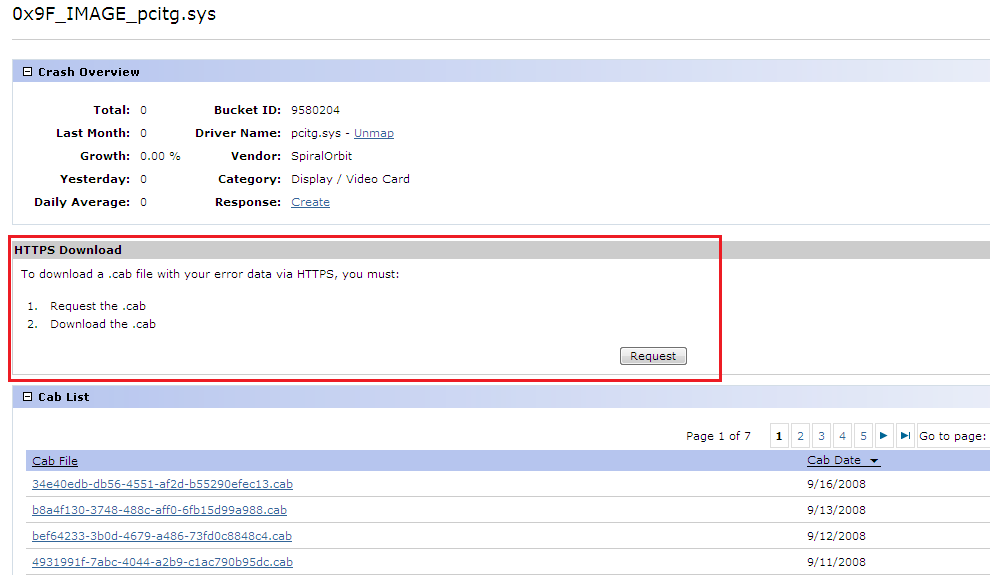 0x9F_IMAGE_pcitg.sys
Crash Overview
Total: 0 Bucket ID: 9580204
Last Month: 0 Driver Name: pcitg.sys - Unmap
Growth: 0.00 % Vendor: SpiralOrbit
Yesterday: 0 Category: Display / Video Card
Daily Average: 0 Response: Create
HTTPS Download
To download a .cab file with your error data via HTTPS, you must:
1. Request the .cab
2. Download the .cab
Request
Cab List
Page 1 of 7 1 2 3 4 5 Go to page:
Cab File Cab Date
34e40edb-db56-4551-af2d-b55290efec13.cab 9/16/2008
b8a4f130-3748-488c-aff0-6fb15d99a988.cab 9/13/2008
bef64233-3b0d-4679-a486-73fd0c8848c4.cab 9/12/2008
4931991f-7abc-4044-a2b9-c1ac790b95dc.cab 9/11/2008